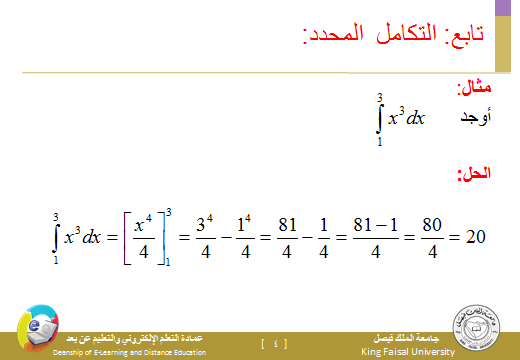 تابع: التكامل المحدد:
مثال:
أوجد ∫₁³ x³dx
الحل:
∫₁³ x³dx = [x⁴/4]₁³ = 3⁴/4 − 1⁴/4 = 81/4 − 1/4 = (81−1)/4 = 80/4 = 20
جامعة الملك فيصل
King Faisal University
[ ٤ ]
عمادة التعلم الإلكتروني والتعليم عن بعد
Deanship of E-Learning and Distance Education